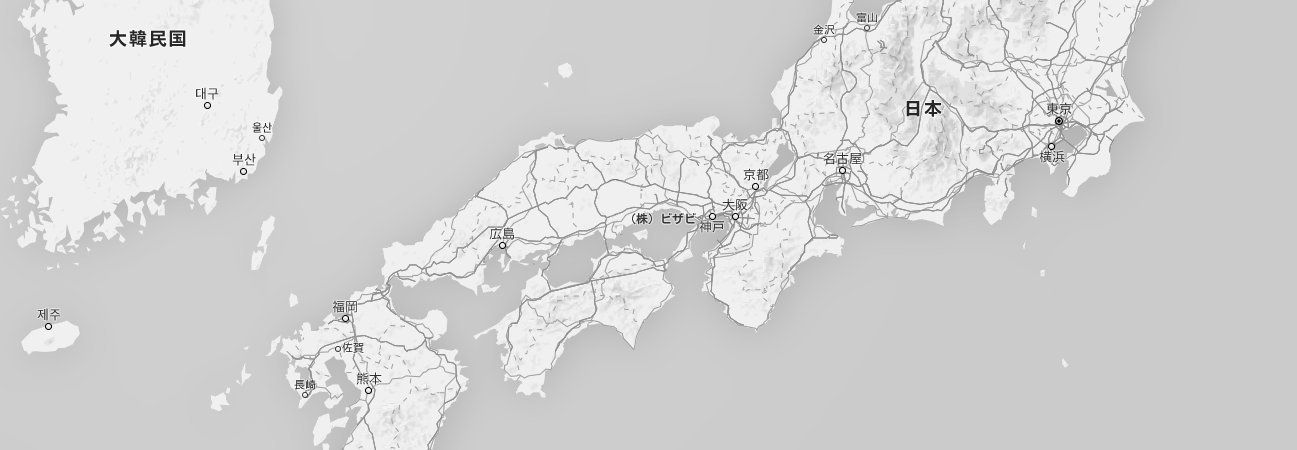 富山
金沢
大韓民国
대구
日本
東京
울산
横浜
부산
名古屋
京都
大阪
（株）ビザビ
神戸
広島
福岡
제주
佐賀
熊本
長崎